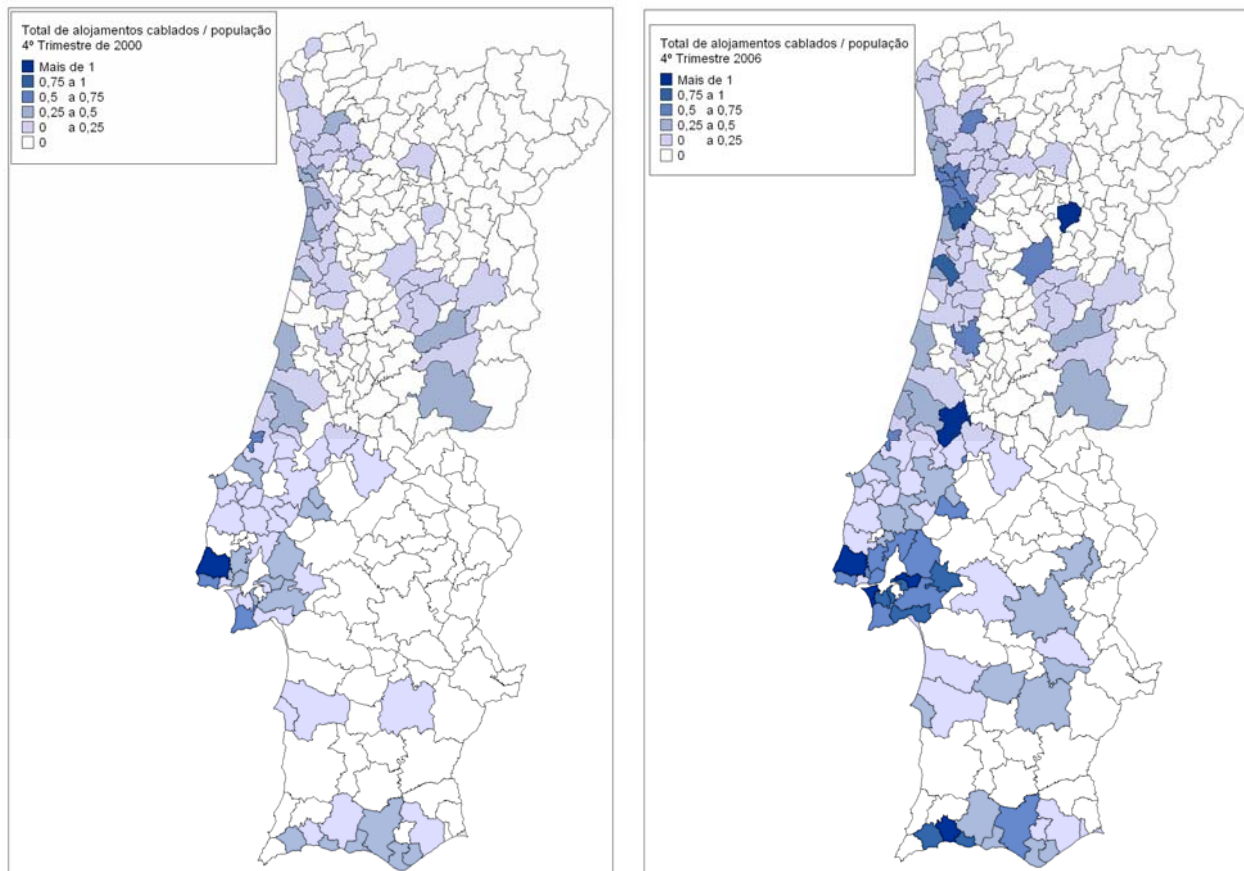 Total de alojamentos cablados / população
4º Trimestre de 2000
Mais de 1
0,75 a 1
0,5 a 0,75
0,25 a 0,5
0 a 0,25
0
Total de alojamentos cablados / população
4º Trimestre 2006
Mais de 1
0,75 a 1
0,5 a 0,75
0,25 a 0,5
0 a 0,25
0